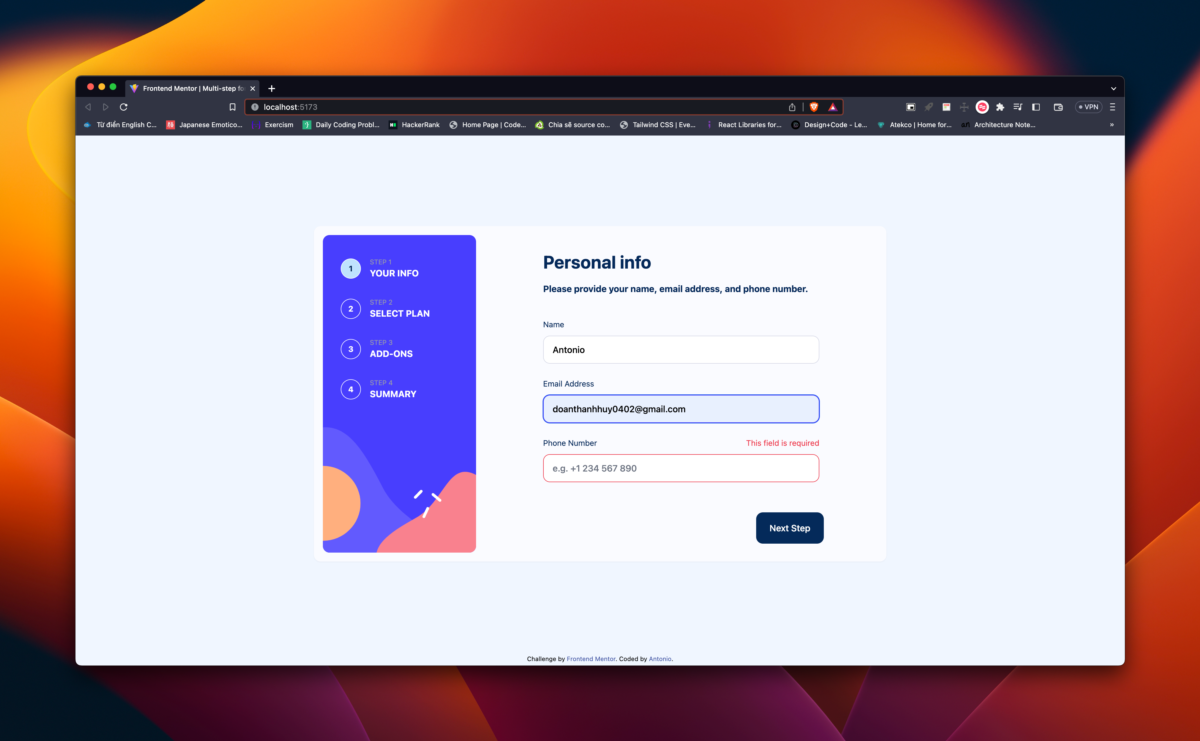 Frontend Mentor | Multi-step fo
localhost:5173
VPN
Từ điển English C...
Japanese Emotico...
Exercism
Daily Coding Probl...
HackerRank
Home Page | Code...
Chia sẽ source co...
Tailwind CSS | Eve...
React Libraries for...
Design+Code - Le...
Atekco | Home for...
Architecture Note...
»
1
STEP 1
YOUR INFO
2
STEP 2
SELECT PLAN
3
STEP 3
ADD-ONS
4
STEP 4
SUMMARY
Personal info
Please provide your name, email address, and phone number.
Name
Antonio
Email Address
doanthanhhuy0402@gmail.com
Phone Number This field is required
e.g. +1 234 567 890
Next Step
Challenge by Frontend Mentor. Coded by Antonio.